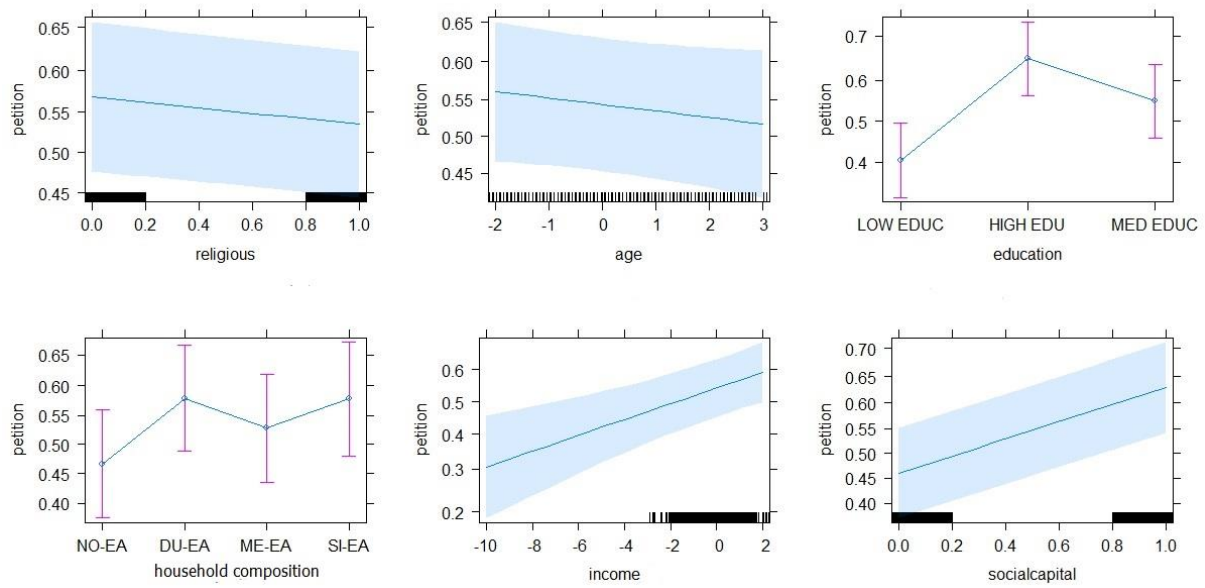 0.65
0.60
0.55
0.50
0.45
petition
0.0 0.2 0.4 0.6 0.8 1.0
religious
0.65
0.60
0.55
0.50
0.45
petition
-2 -1 0 1 2 3
age
0.7
0.6
0.5
0.4
petition
LOW EDUC HIGH EDU MED EDUC
education
0.65
0.60
0.55
0.50
0.45
0.40
petition
NO-EA DU-EA ME-EA SI-EA
household composition
0.6
0.5
0.4
0.3
0.2
petition
-10 -8 -6 -4 -2 0 2
income
0.70
0.65
0.60
0.55
0.50
0.45
0.40
petition
0.0 0.2 0.4 0.6 0.8 1.0
socialcapital